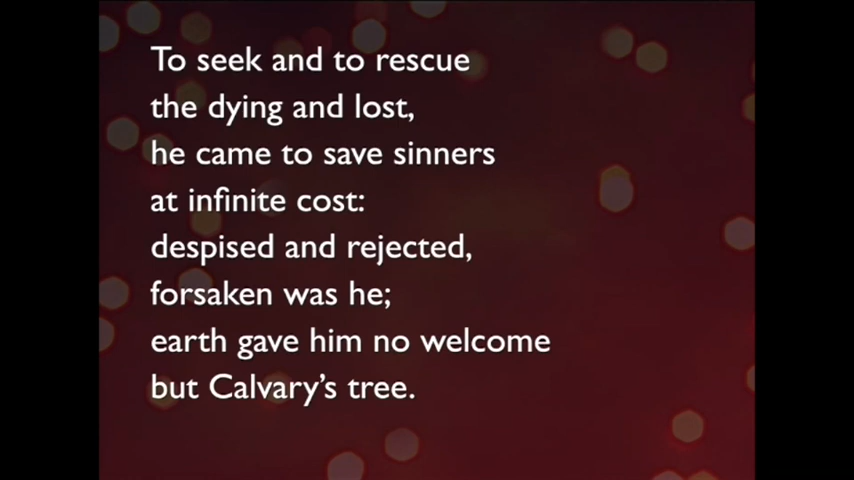 To seek and to rescue
the dying and lost,
he came to save sinners
at infinite cost:
despised and rejected,
forsaken was he;
earth gave him no welcome
but Calvary’s tree.